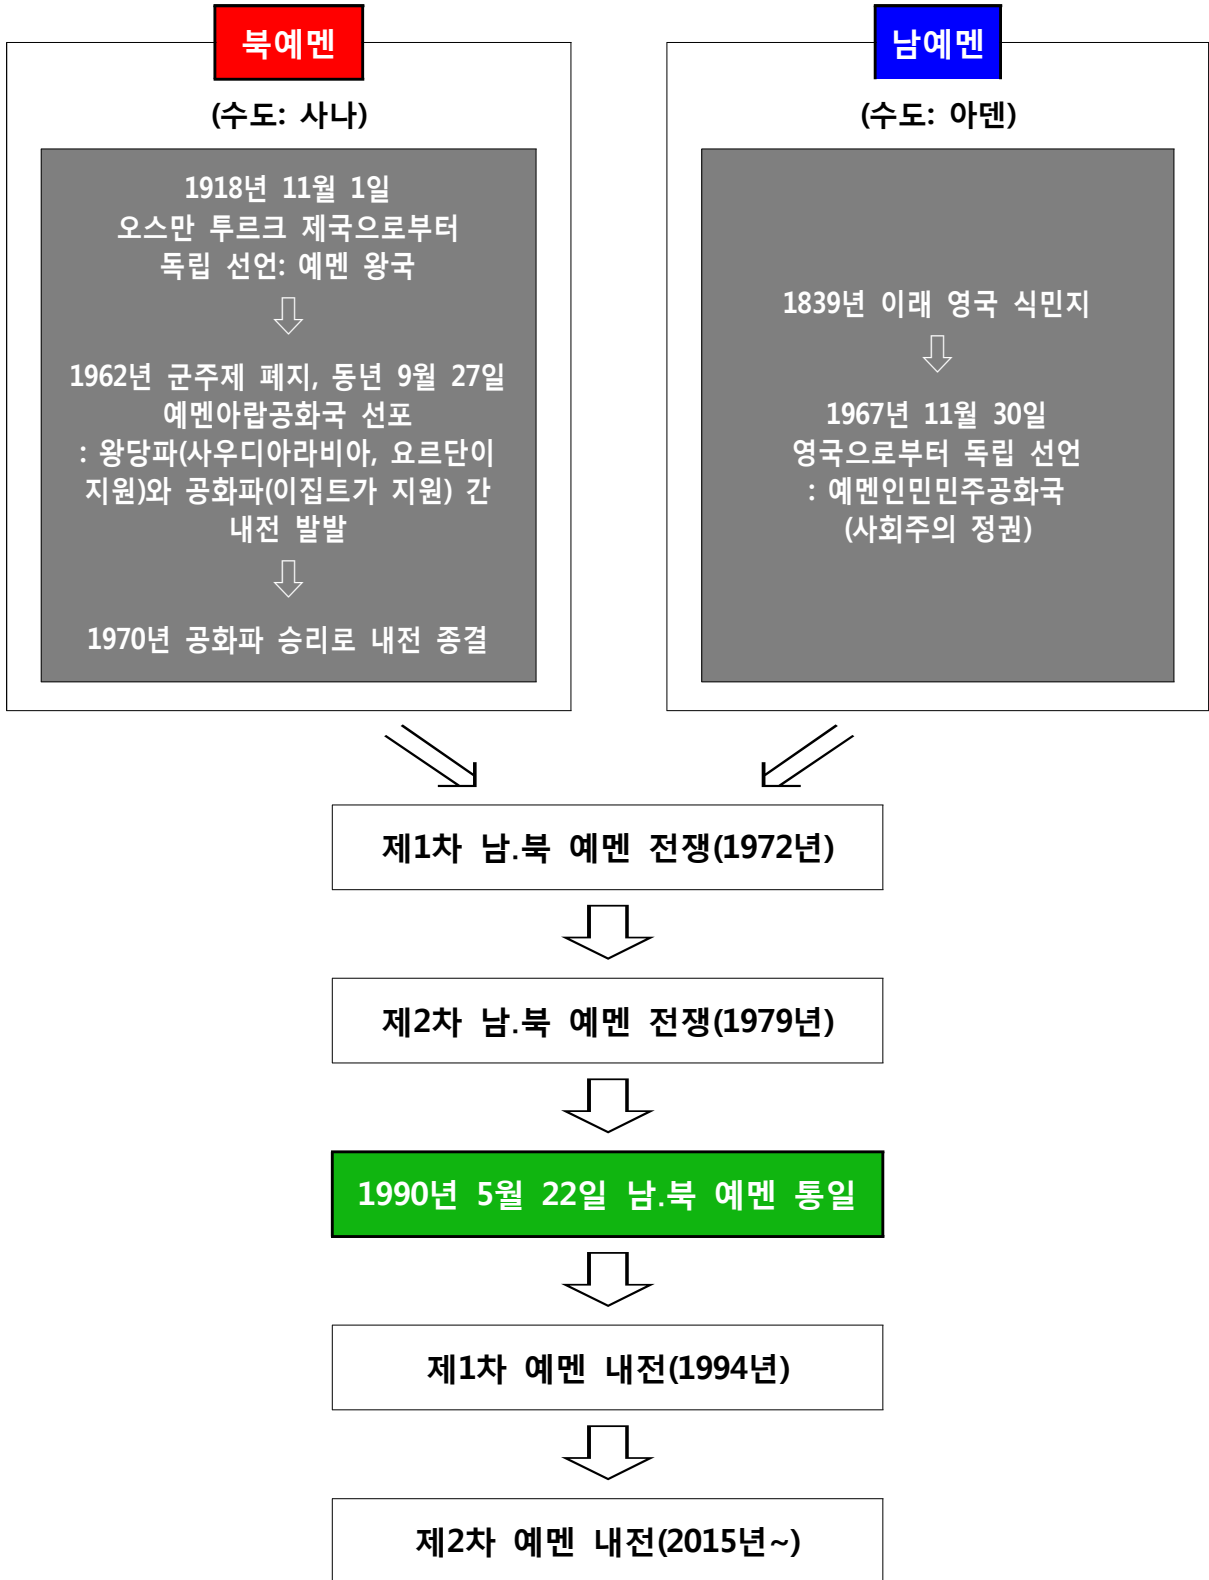 북예멘
(수도: 사나)
1918년 11월 1일
오스만 투르크 제국으로부터
독립 선언: 예멘 왕국
1962년 군주제 폐지, 동년 9월 27일
예멘아랍공화국 선포
: 왕당파(사우디아라비아, 요르단이
지원)와 공화파(이집트가 지원) 간
내전 발발
1970년 공화파 승리로 내전 종결
남예멘
(수도: 아덴)
1839년 이래 영국 식민지
1967년 11월 30일
영국으로부터 독립 선언
: 예멘인민민주공화국
(사회주의 정권)
제1차 남.북 예멘 전쟁(1972년)
제2차 남.북 예멘 전쟁(1979년)
1990년 5월 22일 남.북 예멘 통일
제1차 예멘 내전(1994년)
제2차 예멘 내전(2015년~)